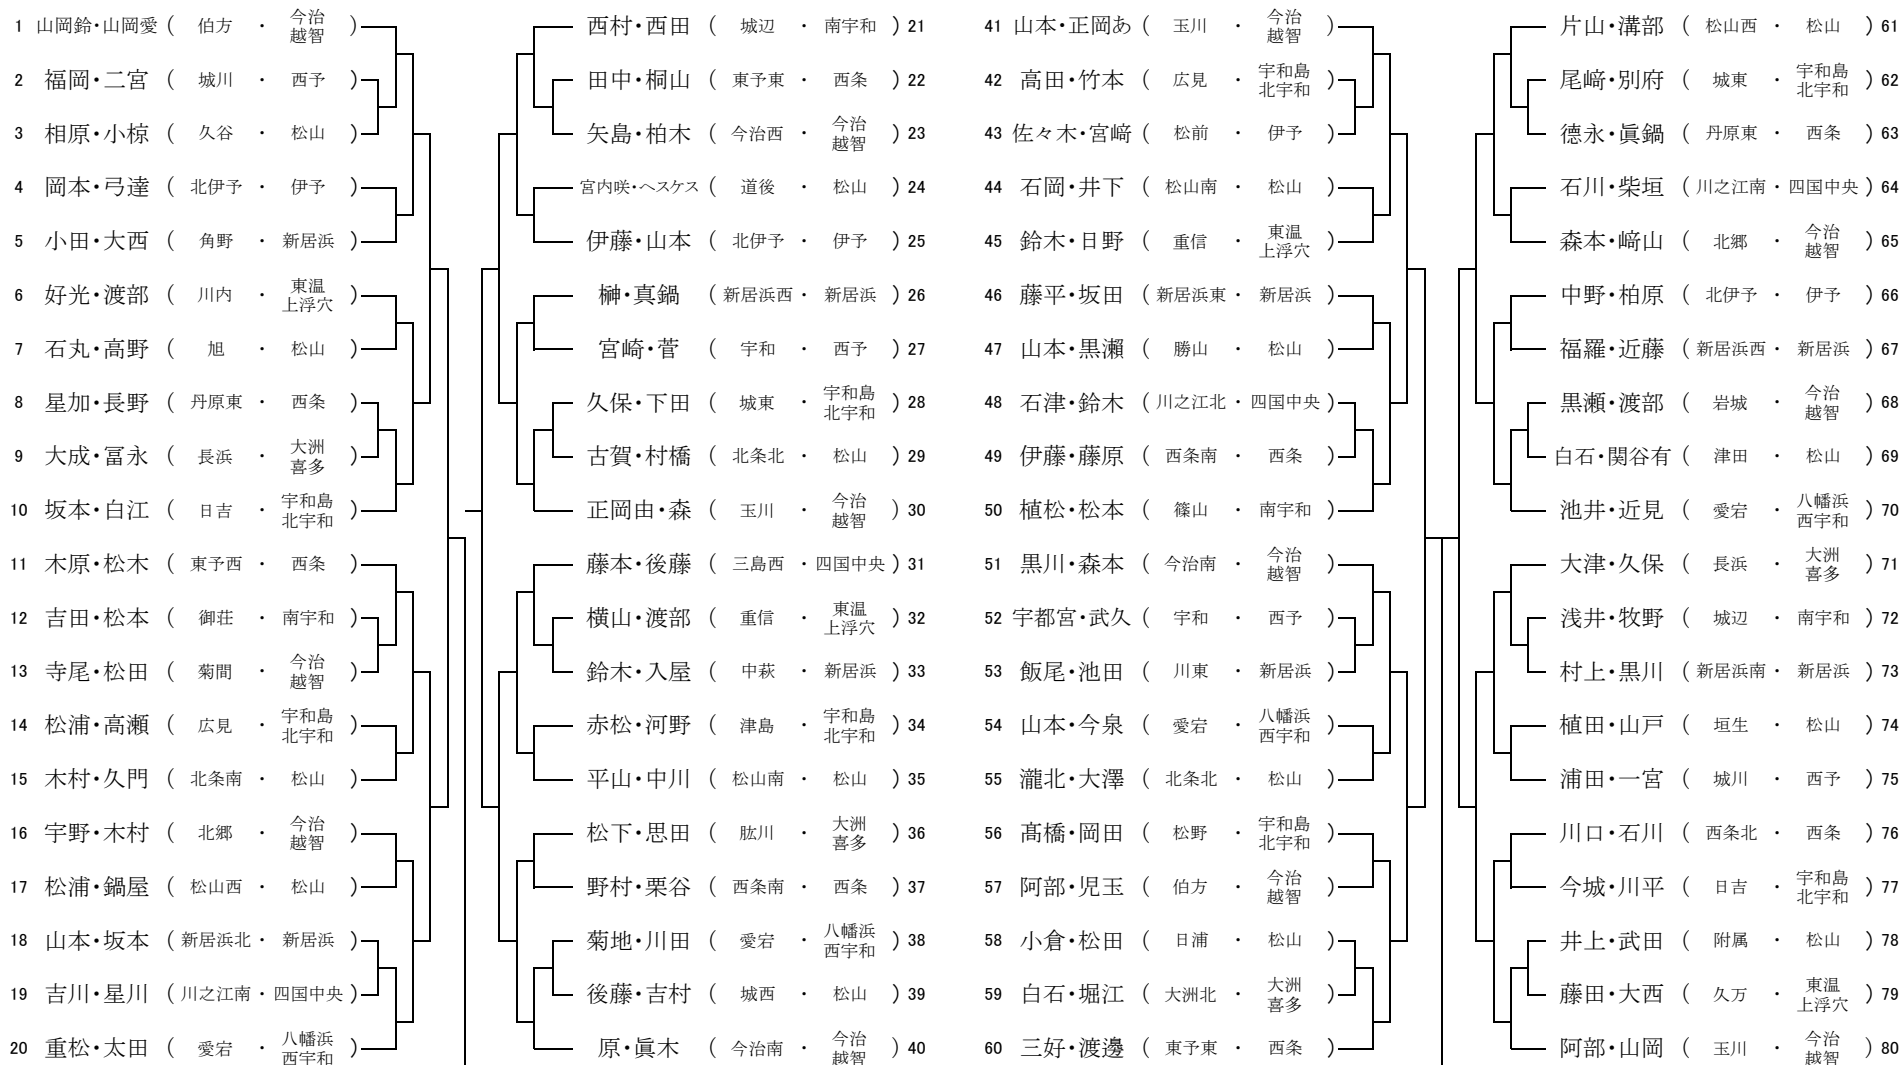 1 山岡鈴・山岡愛 ( 伯方 ・ 今治越智 )
2 福岡・二宮 ( 城川 ・ 西予 )
3 相原・小椋 ( 久谷 ・ 松山 )
4 岡本・弓達 ( 北伊予 ・ 伊予 )
5 小田・大西 ( 角野 ・ 新居浜 )
6 好光・渡部 ( 川内 ・ 東温上浮穴 )
7 石丸・高野 ( 旭 ・ 松山 )
8 星加・長野 ( 丹原東 ・ 西条 )
9 大成・冨永 ( 長浜 ・ 大洲喜多 )
10 坂本・白江 ( 日吉 ・ 宇和島北宇和 )
11 木原・松木 ( 東予西 ・ 西条 )
12 吉田・松本 ( 御荘 ・ 南宇和 )
13 寺尾・松田 ( 菊間 ・ 今治越智 )
14 松浦・高瀬 ( 広見 ・ 宇和島北宇和 )
15 木村・久門 ( 北条南 ・ 松山 )
16 宇野・木村 ( 北郷 ・ 今治越智 )
17 松浦・鍋屋 ( 松山西 ・ 松山 )
18 山本・坂本 ( 新居浜北 ・ 新居浜 )
19 吉川・星川 ( 川之江南 ・ 四国中央 )
20 重松・太田 ( 愛宕 ・ 八幡浜西宇和 )
西村・西田 ( 城辺 ・ 南宇和 ) 21
田中・桐山 ( 東予東 ・ 西条 ) 22
矢島・柏木 ( 今治西 ・ 今治越智 ) 23
宮内咲・ヘスケス ( 道後 ・ 松山 ) 24
伊藤・山本 ( 北伊予 ・ 伊予 ) 25
榊・真鍋 ( 新居浜西 ・ 新居浜 ) 26
宮崎・菅 ( 宇和 ・ 西予 ) 27
久保・下田 ( 城東 ・ 宇和島北宇和 ) 28
古賀・村橋 ( 北条北 ・ 松山 ) 29
正岡由・森 ( 玉川 ・ 今治越智 ) 30
藤本・後藤 ( 三島西 ・ 四国中央 ) 31
横山・渡部 ( 重信 ・ 東温上浮穴 ) 32
鈴木・入屋 ( 中萩 ・ 新居浜 ) 33
赤松・河野 ( 津島 ・ 宇和島北宇和 ) 34
平山・中川 ( 松山南 ・ 松山 ) 35
松下・思田 ( 肱川 ・ 大洲喜多 ) 36
野村・栗谷 ( 西条南 ・ 西条 ) 37
菊地・川田 ( 愛宕 ・ 八幡浜西宇和 ) 38
後藤・吉村 ( 城西 ・ 松山 ) 39
原・眞木 ( 今治南 ・ 今治越智 ) 40
41 山本・正岡あ ( 玉川 ・ 今治越智 )
42 高田・竹本 ( 広見 ・ 宇和島北宇和 )
43 佐々木・宮﨑 ( 松前 ・ 伊予 )
44 石岡・井下 ( 松山南 ・ 松山 )
45 鈴木・日野 ( 重信 ・ 東温上浮穴 )
46 藤平・坂田 ( 新居浜東 ・ 新居浜 )
47 山本・黒瀬 ( 勝山 ・ 松山 )
48 石津・鈴木 ( 川之江北 ・ 四国中央 )
49 伊藤・藤原 ( 西条南 ・ 西条 )
50 植松・松本 ( 篠山 ・ 南宇和 )
51 黒川・森本 ( 今治南 ・ 今治越智 )
52 宇都宮・武久 ( 宇和 ・ 西予 )
53 飯尾・池田 ( 川東 ・ 新居浜 )
54 山本・今泉 ( 愛宕 ・ 八幡浜西宇和 )
55 瀧北・大澤 ( 北条北 ・ 松山 )
56 髙橋・岡田 ( 松野 ・ 宇和島北宇和 )
57 阿部・児玉 ( 伯方 ・ 今治越智 )
58 小倉・松田 ( 日浦 ・ 松山 )
59 白石・堀江 ( 大洲北 ・ 大洲喜多 )
60 三好・渡邊 ( 東予東 ・ 西条 )
片山・溝部 ( 松山西 ・ 松山 ) 61
尾﨑・別府 ( 城東 ・ 宇和島北宇和 ) 62
德永・眞鍋 ( 丹原東 ・ 西条 ) 63
石川・柴垣 ( 川之江南 ・ 四国中央 ) 64
森本・﨑山 ( 北郷 ・ 今治越智 ) 65
中野・柏原 ( 北伊予 ・ 伊予 ) 66
福羅・近藤 ( 新居浜西 ・ 新居浜 ) 67
黒瀬・渡部 ( 岩城 ・ 今治越智 ) 68
白石・関谷有 ( 津田 ・ 松山 ) 69
池井・近見 ( 愛宕 ・ 八幡浜西宇和 ) 70
大津・久保 ( 長浜 ・ 大洲喜多 ) 71
浅井・牧野 ( 城辺 ・ 南宇和 ) 72
村上・黒川 ( 新居浜南 ・ 新居浜 ) 73
植田・山戸 ( 垣生 ・ 松山 ) 74
浦田・一宮 ( 城川 ・ 西予 ) 75
川口・石川 ( 西条北 ・ 西条 ) 76
今城・川平 ( 日吉 ・ 宇和島北宇和 ) 77
井上・武田 ( 附属 ・ 松山 ) 78
藤田・大西 ( 久万 ・ 東温上浮穴 ) 79
阿部・山岡 ( 玉川 ・ 今治越智 ) 80